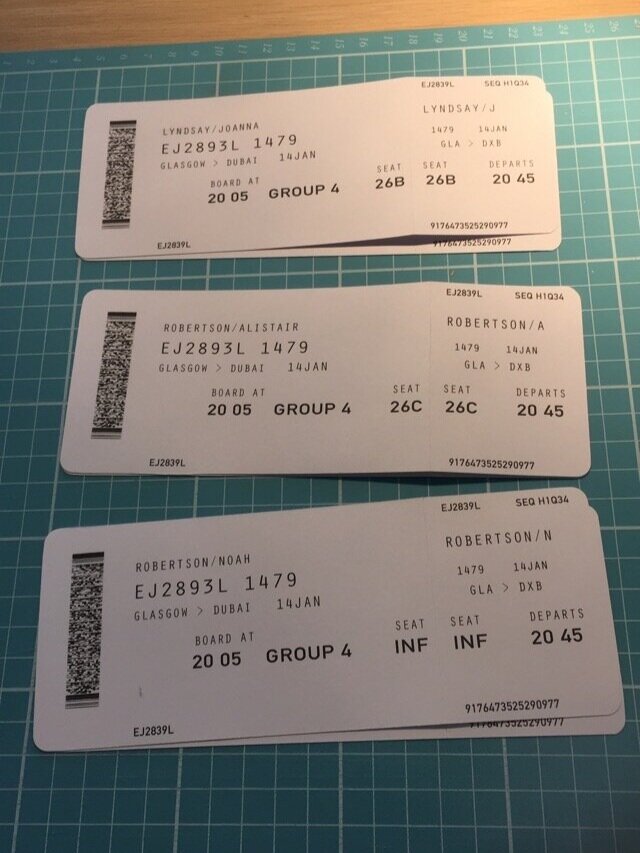 EJ2839L SEQ H1Q34
LYNDSAY/JOANNA LYNDSAY/J
EJ2893L 1479 1479 14JAN
GLASGOW > DUBAI 14JAN GLA > DXB
BOARD AT SEAT SEAT DEPARTS
20 05 GROUP 4 26B 26B 20 45
9176473525290977
EJ2839L 9176473525290977
EJ2839L SEQ H1Q34
ROBERTSON/ALISTAIR ROBERTSON/A
EJ2893L 1479 1479 14JAN
GLASGOW > DUBAI 14JAN GLA > DXB
BOARD AT SEAT SEAT DEPARTS
20 05 GROUP 4 26C 26C 20 45
EJ2839L 9176473525290977
EJ2839L SEQ H1Q34
ROBERTSON/NOAH ROBERTSON/N
EJ2893L 1479 1479 14JAN
GLASGOW > DUBAI 14JAN GLA > DXB
BOARD AT SEAT SEAT DEPARTS
20 05 GROUP 4 INF INF 20 45
9176473525290977
EJ2839L 9176473525290977